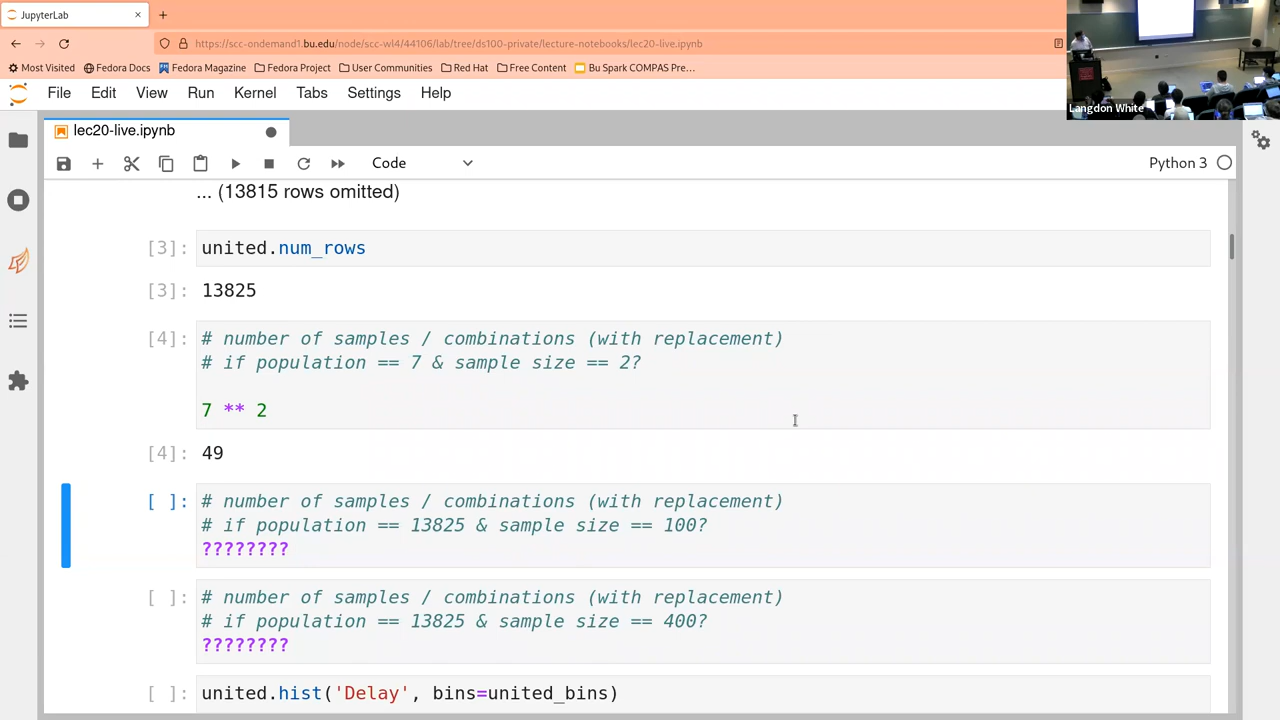 JupyterLab
https://scc-ondemand1.bu.edu/node/scc-wl4/44106/lab/tree/ds100-private/lecture-notebooks/lec20-live.ipynb
Most Visited Fedora Docs Fedora Magazine Fedora Project User Communities Red Hat Free Content Bu Spark COMPAS Pre...
Langdon White
File Edit View Run Kernel Tabs Settings Help
lec20-live.ipynb
Code Python 3
... (13815 rows omitted)
[3]: united.num_rows
[3]: 13825
[4]: # number of samples / combinations (with replacement)
# if population == 7 & sample size == 2?
7 ** 2
[4]: 49
[ ]: # number of samples / combinations (with replacement)
# if population == 13825 & sample size == 100?
????????
[ ]: # number of samples / combinations (with replacement)
# if population == 13825 & sample size == 400?
????????
[ ]: united.hist('Delay', bins=united_bins)